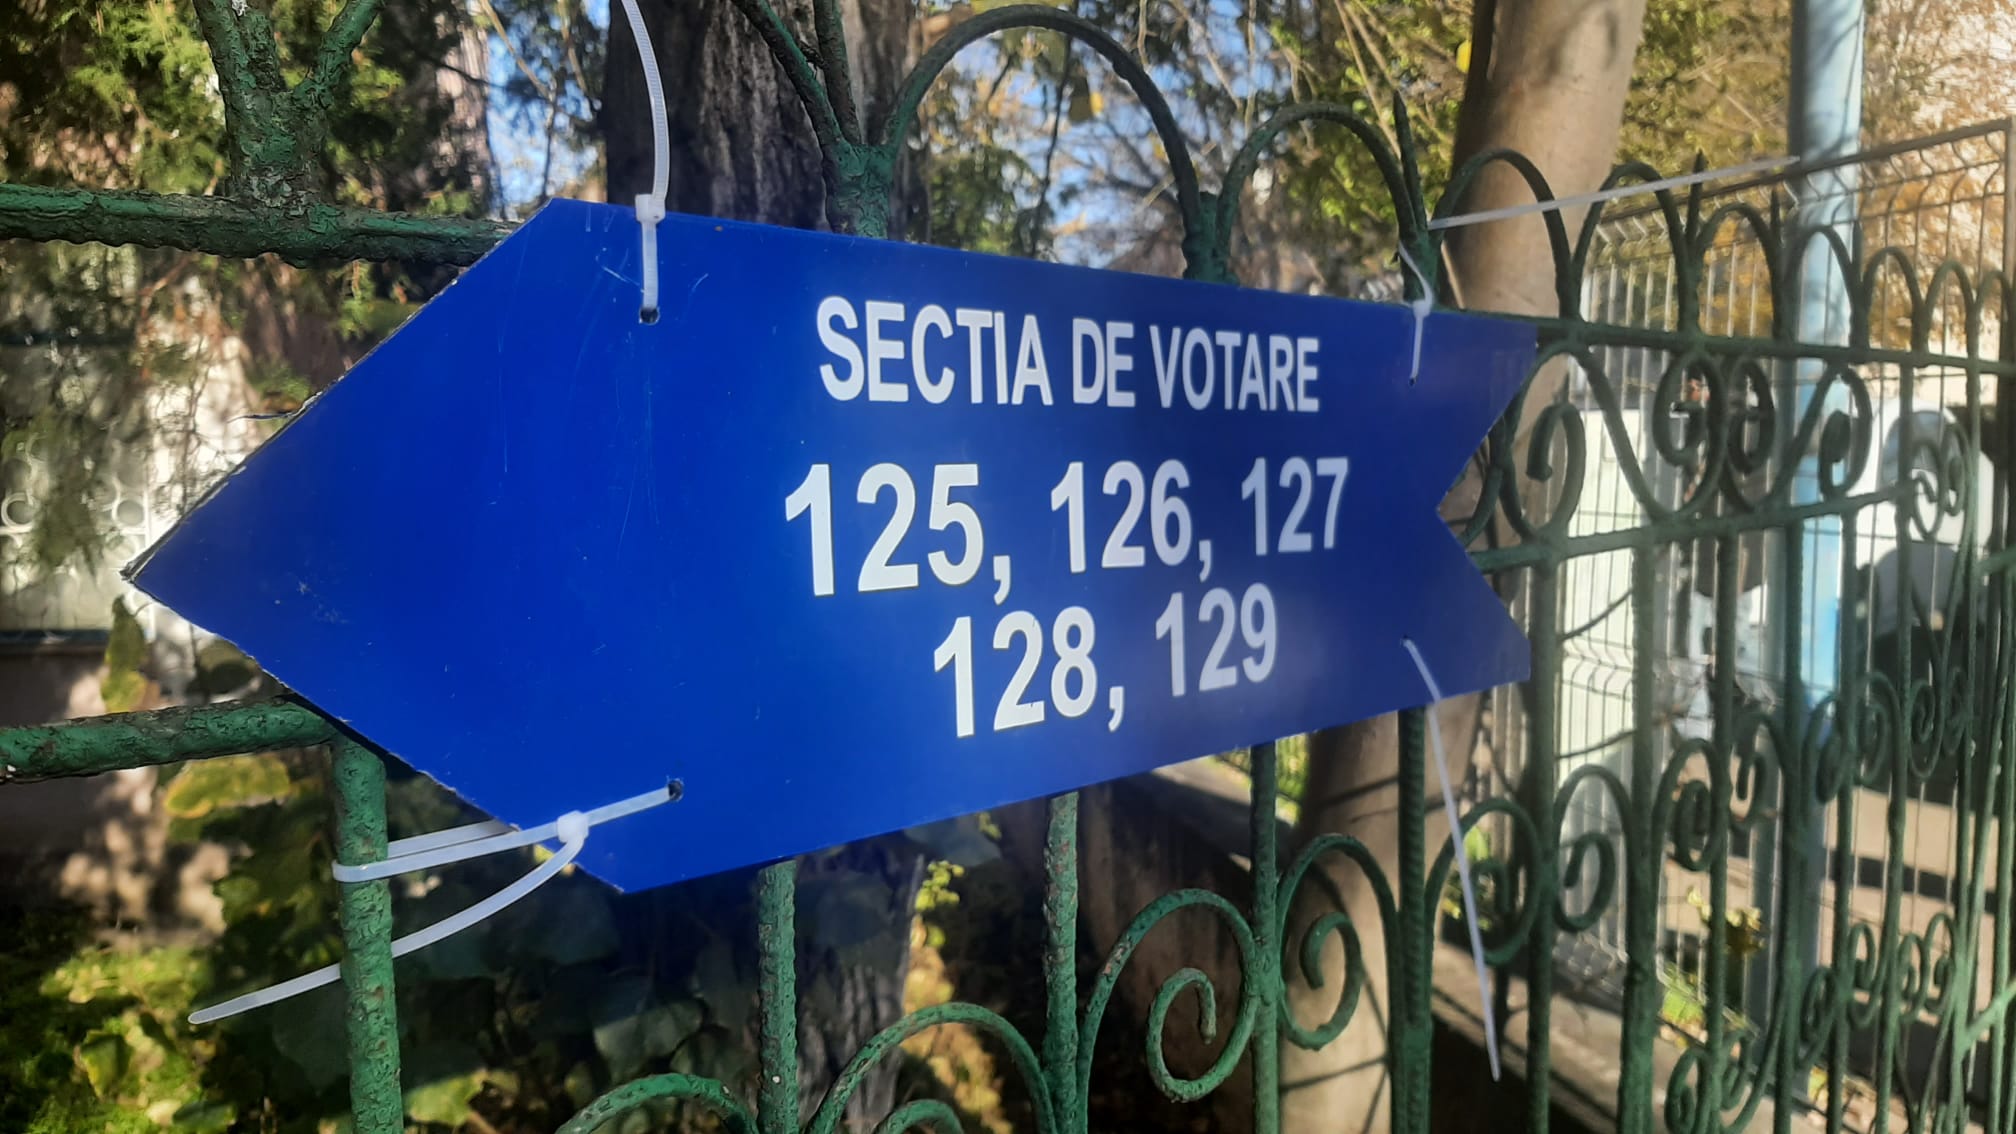 SECTIA DE VOTARE
125, 126, 127
128, 129